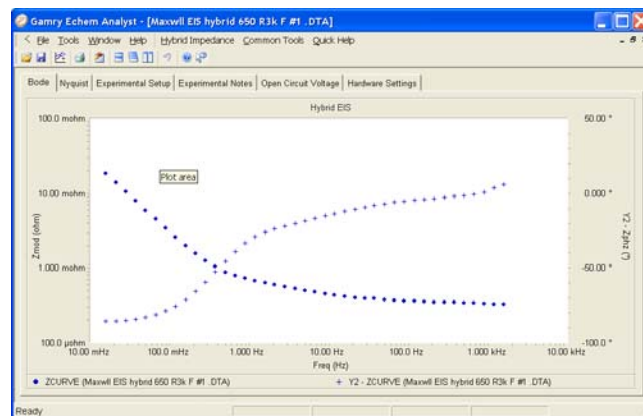 Gamry Echem Analyst - [Maxwll EIS hybrid 650 R3k F #1 .DTA]
File Tools Window Help Hybrid Impedance Common Tools Quick Help
Bode Nyquist Experimental Setup Experimental Notes Open Circuit Voltage Hardware Settings
Hybrid EIS
100.0 mohm
10.00 mohm
1.000 mohm
100.0 µohm
Zmod (ohm)
Plot area
50.00 °
0.000 °
-50.00 °
-100.0 °
Y2 - Zphz (°)
10.00 mHz 100.0 mHz 1.000 Hz 10.00 Hz 100.0 Hz 1.000 kHz 10.00 kHz
Freq (Hz)
ZCURVE (Maxwll EIS hybrid 650 R3k F #1 .DTA) Y2 - ZCURVE (Maxwll EIS hybrid 650 R3k F #1 .DTA)
Ready